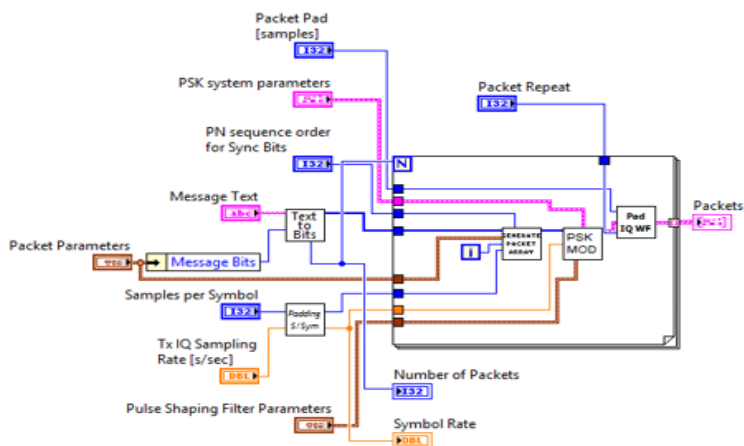 Packet Pad
[samples]
I32
PSK system parameters
Packet Repeat
I32
PN sequence order
for Sync Bits
I32
N
Message Text
abc
Text
to
Bits
Packets
Pad
IQ WF
Packet Parameters
Message Bits
GENERATE
PACKET
ARRAY
PSK
MOD
i
Samples per Symbol
I32
Padding
S/Sym
Tx IQ Sampling
Rate [s/sec]
DBL
Number of Packets
I32
Pulse Shaping Filter Parameters
Symbol Rate
DBL